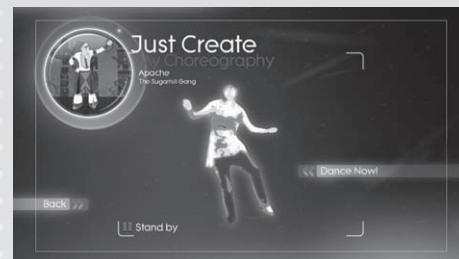 Just Create
My Choreography
Apache
The Sugarhill Gang
Dance Now!
Back
Stand by